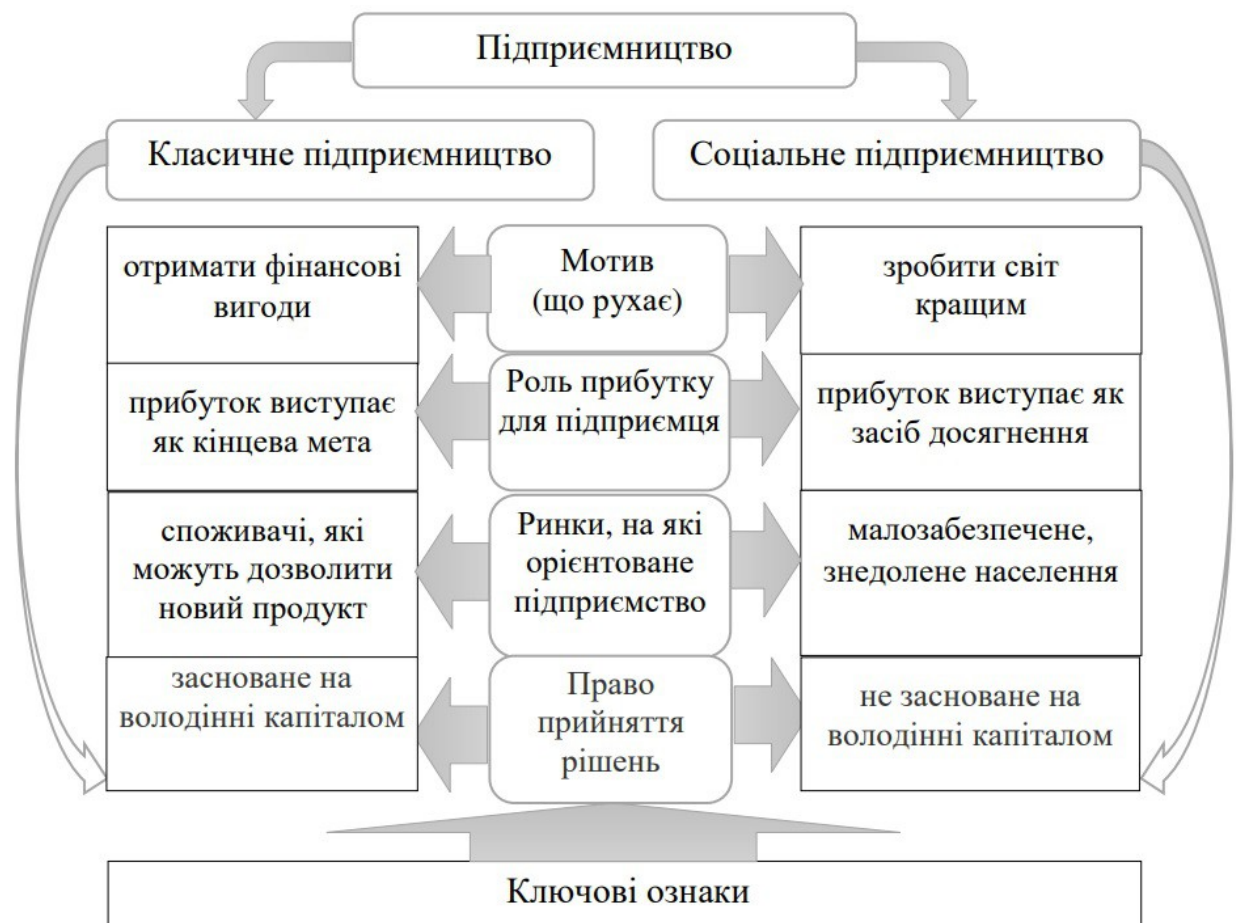 Підприємництво
Класичне підприємництво
Соціальне підприємництво
отримати фінансові
вигоди
Мотив
(що рухає)
зробити світ
кращим
прибуток виступає
як кінцева мета
Роль прибутку
для підприємця
прибуток виступає як
засіб досягнення
споживачі, які
можуть дозволити
новий продукт
Ринки, на які
орієнтоване
підприємство
малозабезпечене,
знедолене населення
засноване на
володінні капіталом
Право
прийняття
рішень
не засноване на
володінні капіталом
Ключові ознаки